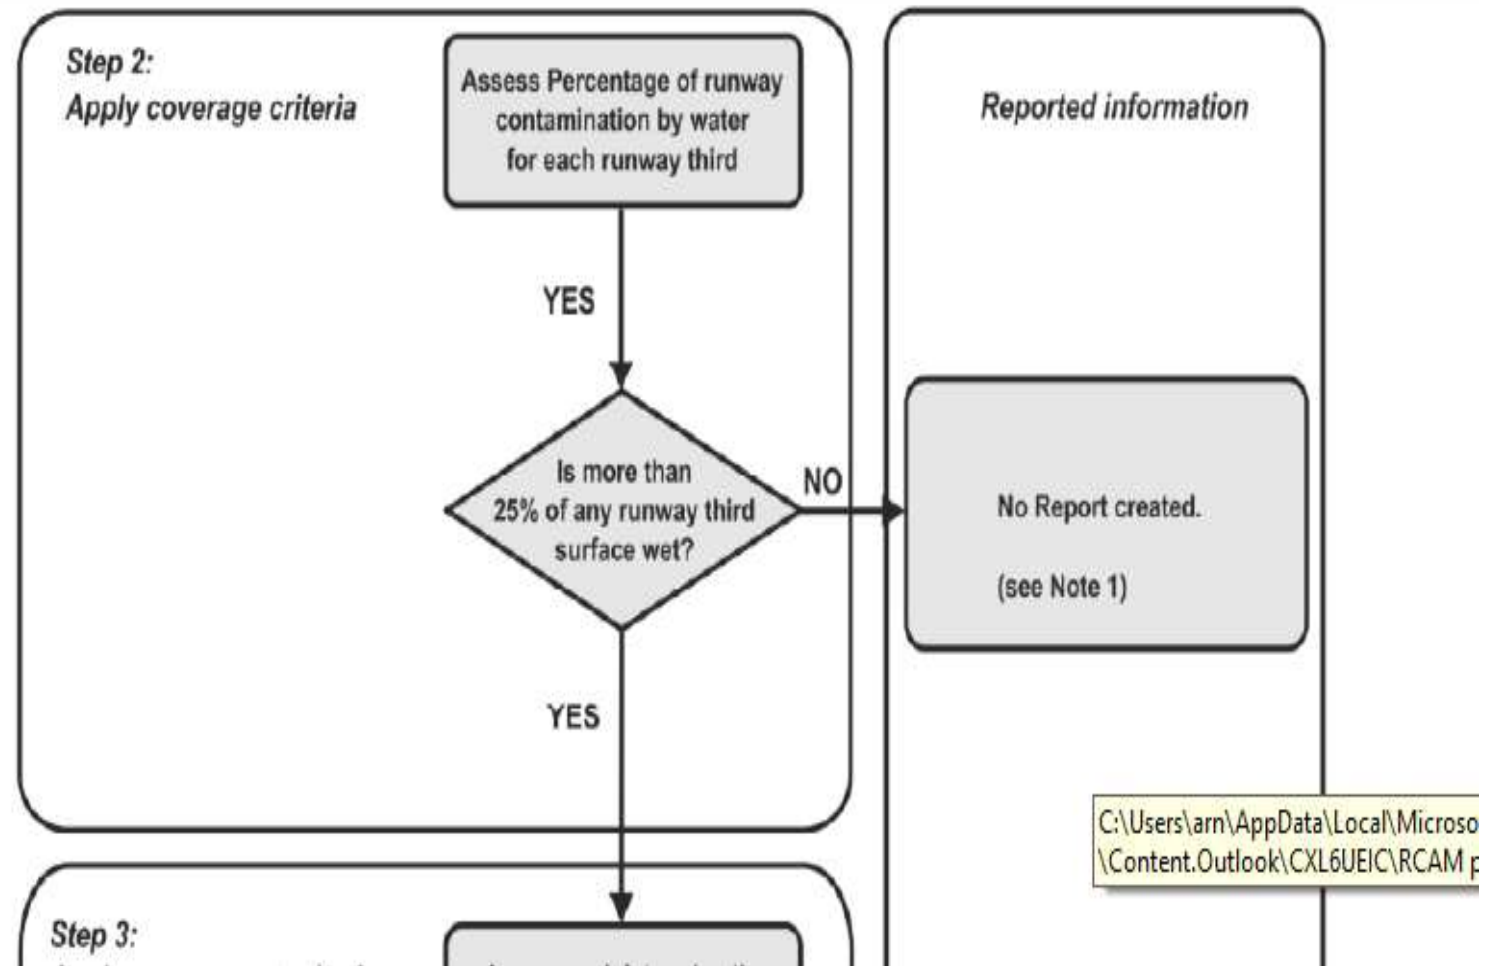 Step 2:
Apply coverage criteria
Assess Percentage of runway
contamination by water
for each runway third
Reported information
YES
Is more than
25% of any runway third
surface wet?
NO
No Report created.
(see Note 1)
YES
C:\Users\arn\AppData\Local\Microso
\Content.Outlook\CXL6UEIC\RCAM p
Step 3: